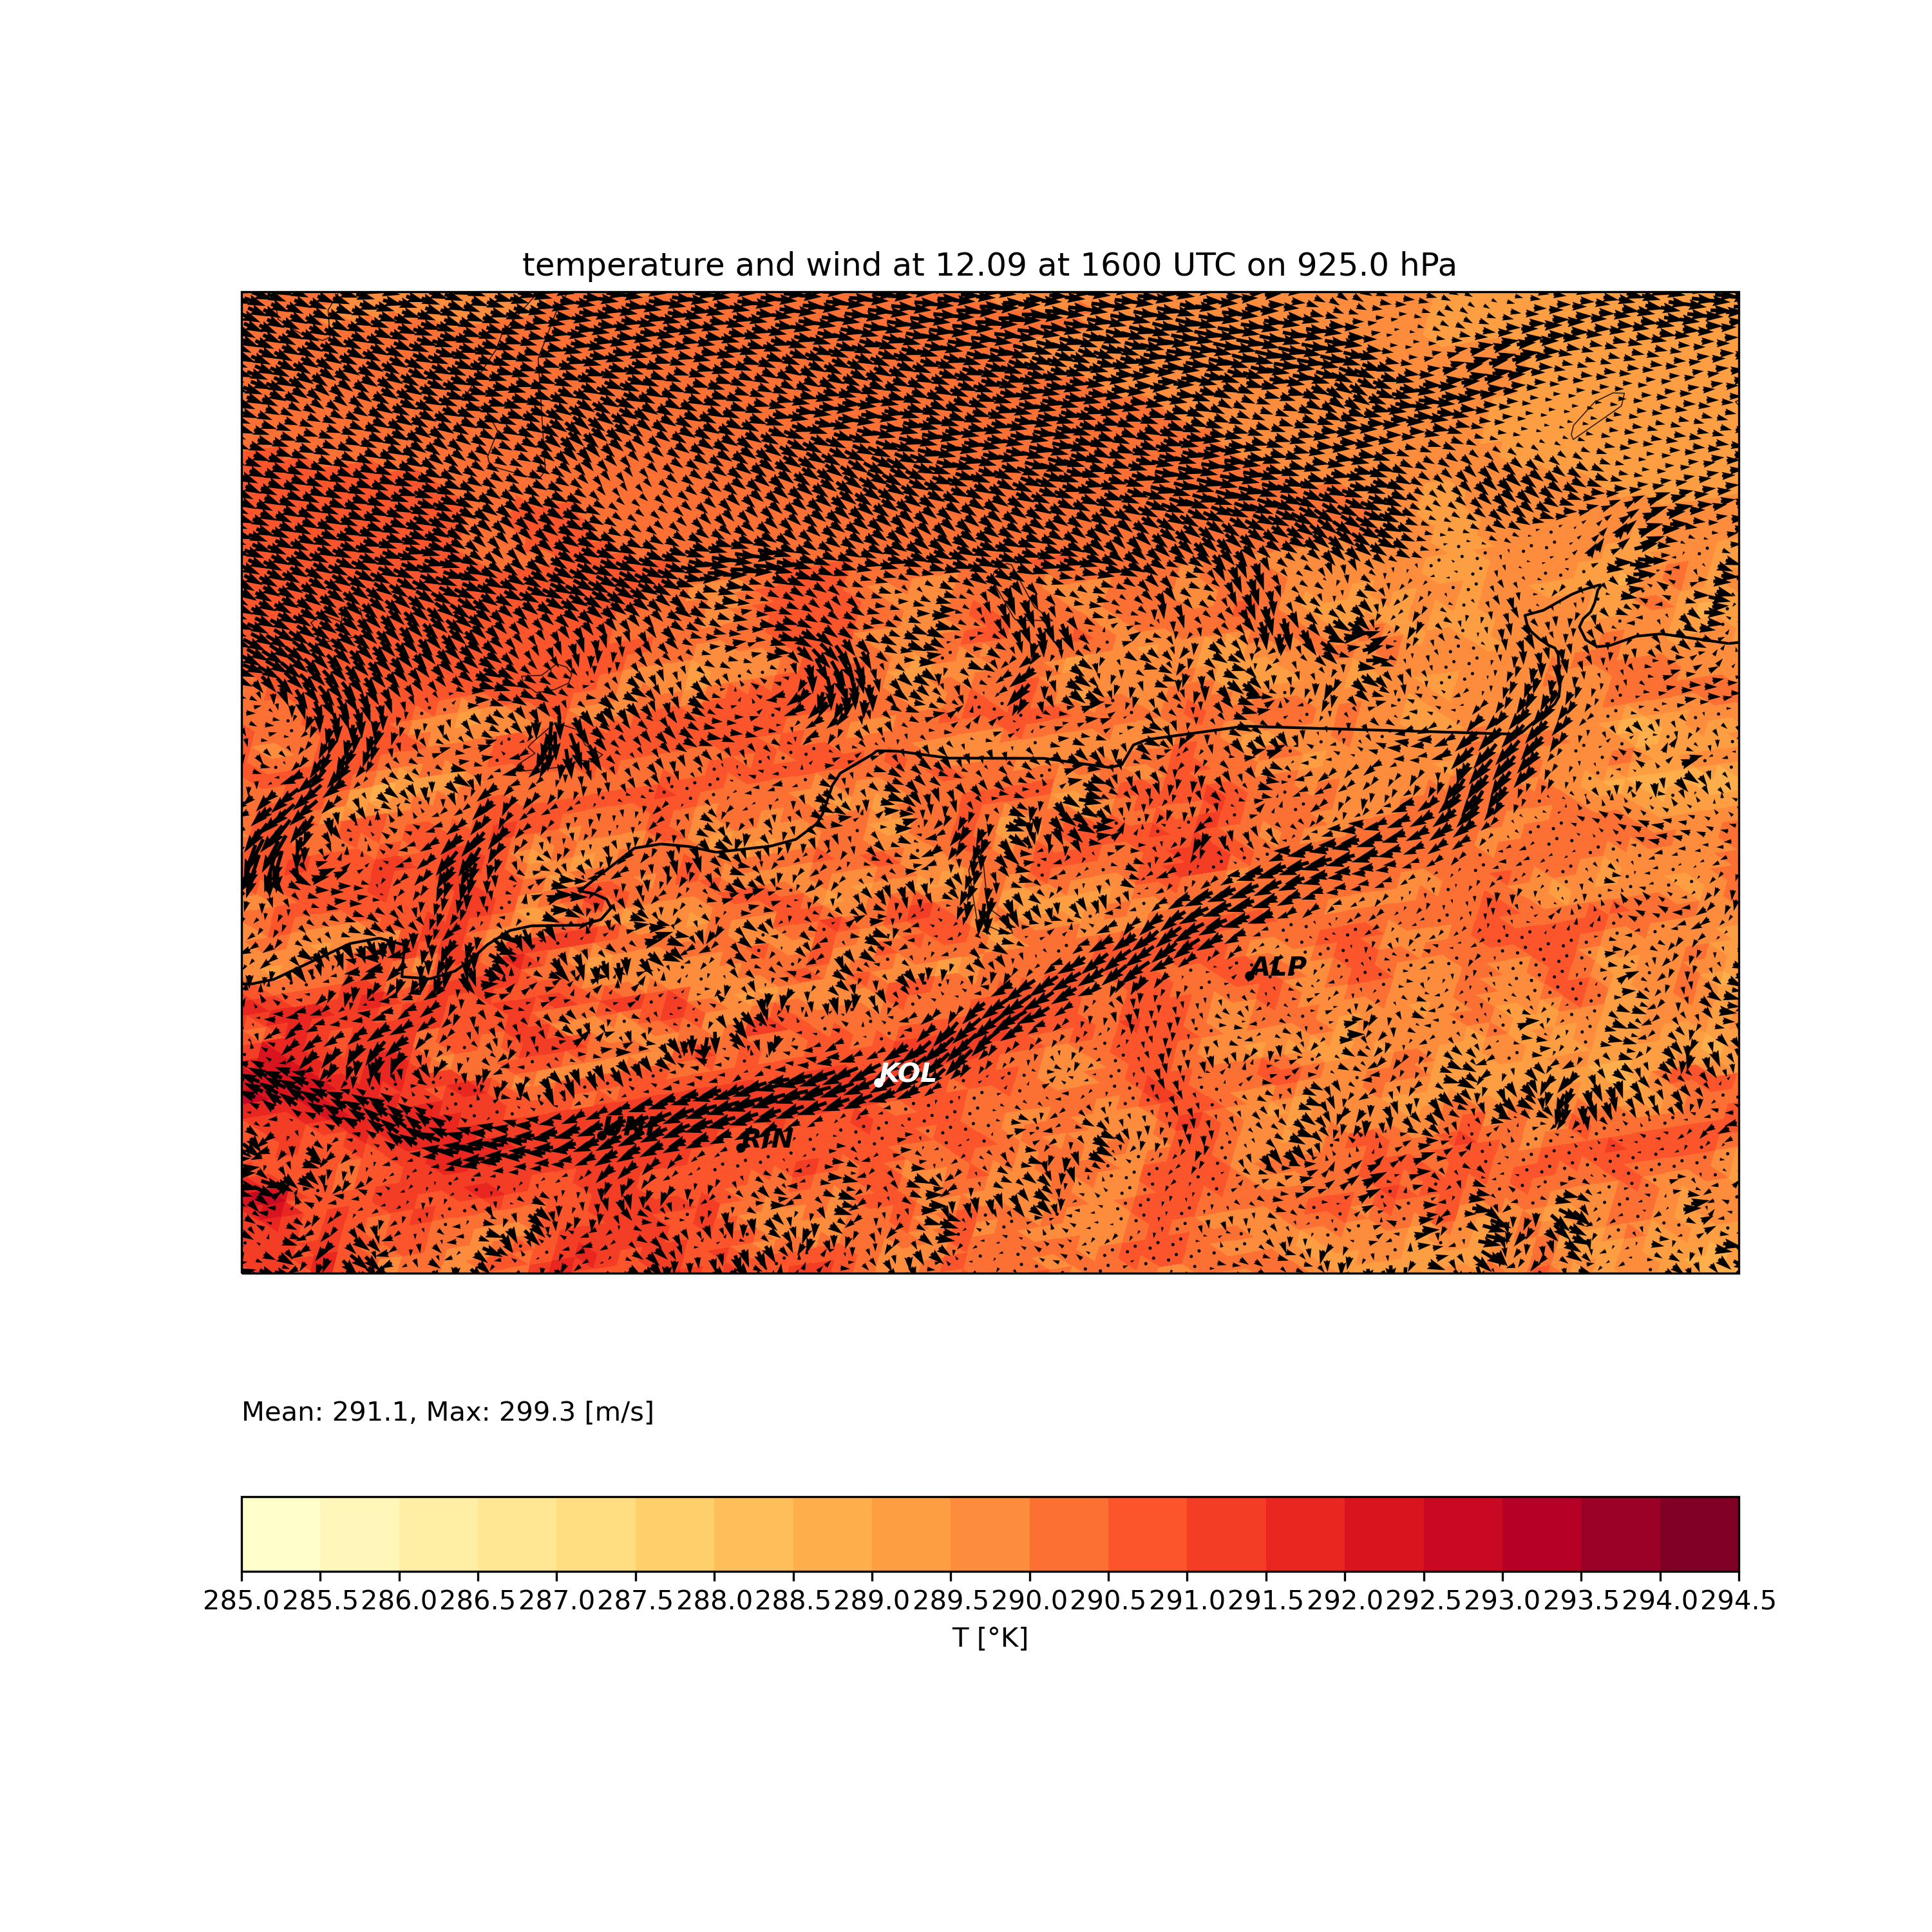 temperature and wind at 12.09 at 1600 UTC on 925.0 hPa
ALP
KOL
RIN
Mean: 291.1, Max: 299.3 [m/s]
285.0 285.5 286.0 286.5 287.0 287.5 288.0 288.5 289.0 289.5 290.0 290.5 291.0 291.5 292.0 292.5 293.0 293.5 294.0 294.5
T [°K]